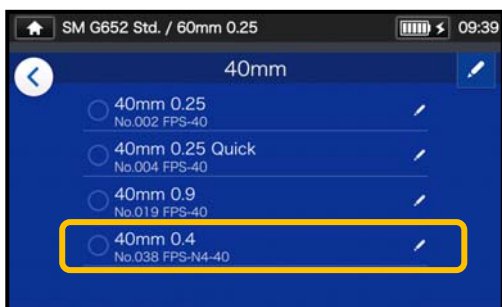 SM G652 Std. / 60mm 0.25 09:39
40mm
40mm 0.25
No.002 FPS-40
40mm 0.25 Quick
No.004 FPS-40
40mm 0.9
No.019 FPS-40
40mm 0.4
No.038 FPS-N4-40